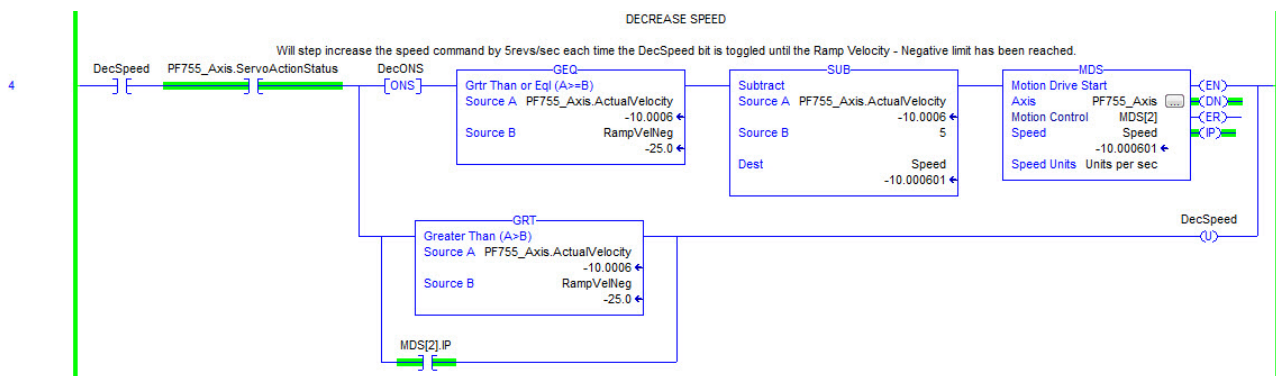 DECREASE SPEED
Will step increase the speed command by 5revs/sec each time the DecSpeed bit is toggled until the Ramp Velocity - Negative limit has been reached.
4
DecSpeed
PF755_Axis.ServoActionStatus
DecONS
ONS
GEQ
Grtr Than or Eql (A>=B)
Source A PF755_Axis.ActualVelocity
-10.0006
Source B RampVelNeg
-25.0
SUB
Subtract
Source A PF755_Axis.ActualVelocity
-10.0006
Source B 5
Dest Speed
-10.000601
MDS
Motion Drive Start
Axis PF755_Axis ...
Motion Control MDS[2]
Speed Speed
-10.000601
Speed Units Units per sec
EN
DN
ER
IP
GRT
Greater Than (A>B)
Source A PF755_Axis.ActualVelocity
-10.0006
Source B RampVelNeg
-25.0
DecSpeed
U
MDS[2].IP